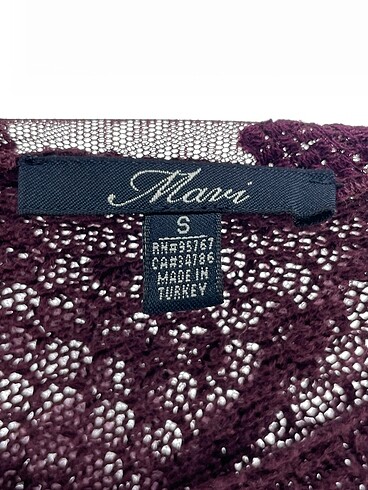 Mavi
S
RN#95767
CA#34786
MADE IN
TURKEY